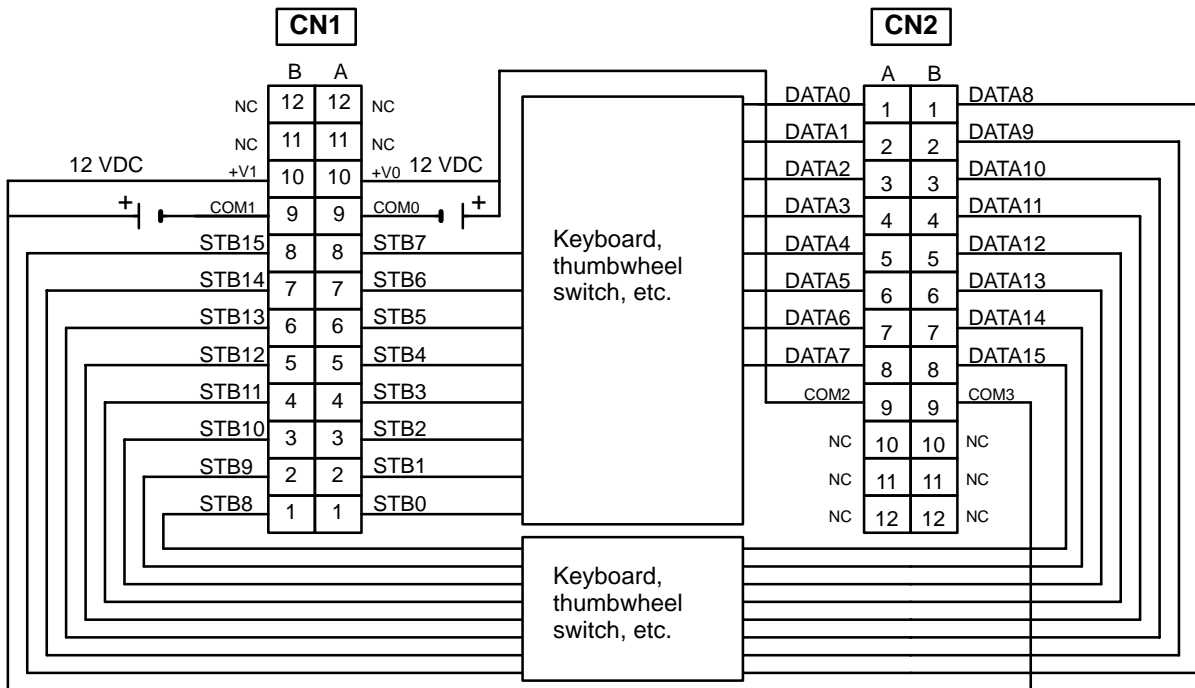 CN1 CN2
B A A B
NC 12 12 NC DATA0 1 1 DATA8
NC 11 11 NC DATA1 2 2 DATA9
12 VDC +V1 10 10 +V0 12 VDC DATA2 3 3 DATA10
+ COM1 9 9 COM0 + DATA3 4 4 DATA11
STB15 8 8 STB7 DATA4 5 5 DATA12
STB14 7 7 STB6 DATA5 6 6 DATA13
STB13 6 6 STB5 DATA6 7 7 DATA14
STB12 5 5 STB4 DATA7 8 8 DATA15
STB11 4 4 STB3 COM2 9 9 COM3
STB10 3 3 STB2 NC 10 10 NC
STB9 2 2 STB1 NC 11 11 NC
STB8 1 1 STB0 NC 12 12 NC
Keyboard,
thumbwheel
switch, etc.
Keyboard,
thumbwheel
switch, etc.